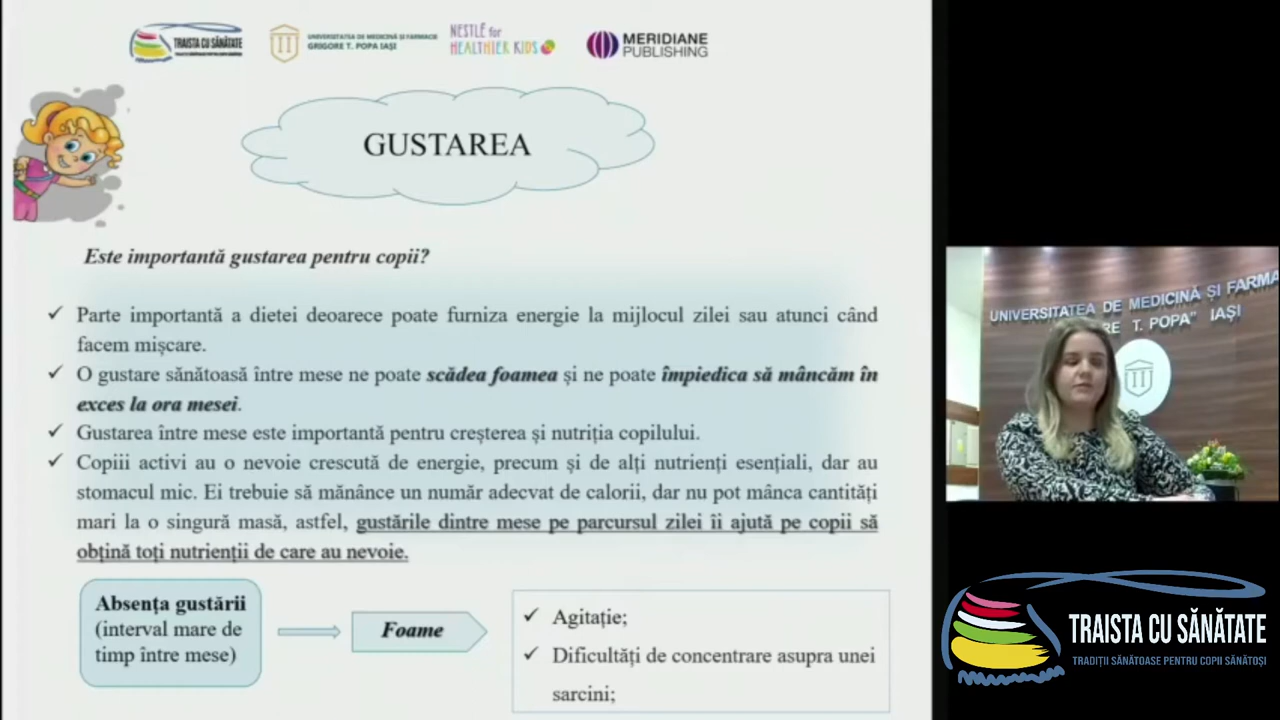 TRAISTA CU SĂNĂTATE
UNIVERSITATEA DE MEDICINĂ ȘI FARMACIE
GRIGORE T. POPA IAȘI
NESTLÉ for
HEALTHIER KIDS
MERIDIANE
PUBLISHING
GUSTAREA
Este importantă gustarea pentru copii?
✓ Parte importantă a dietei deoarece poate furniza energie la mijlocul zilei sau atunci când
facem mișcare.
✓ O gustare sănătoasă între mese ne poate scădea foamea și ne poate împiedica să mâncăm în
exces la ora mesei.
✓ Gustarea între mese este importantă pentru creșterea și nutriția copilului.
✓ Copiii activi au o nevoie crescută de energie, precum și de alți nutrienți esențiali, dar au
stomacul mic. Ei trebuie să mănânce un număr adecvat de calorii, dar nu pot mânca cantități
mari la o singură masă, astfel, gustările dintre mese pe parcursul zilei îi ajută pe copii să
obțină toți nutrienții de care au nevoie.
Absența gustării
(interval mare de
timp între mese)
Foame
✓ Agitație;
✓ Dificultăți de concentrare asupra unei
sarcini;
UNIVERSITATEA DE MEDICINĂ ȘI FARMA
RE T. POPA" IAȘI
TRAISTA CU SĂNĂTATE
TRADIȚII SĂNĂTOASE PENTRU COPII SĂNĂTOȘI